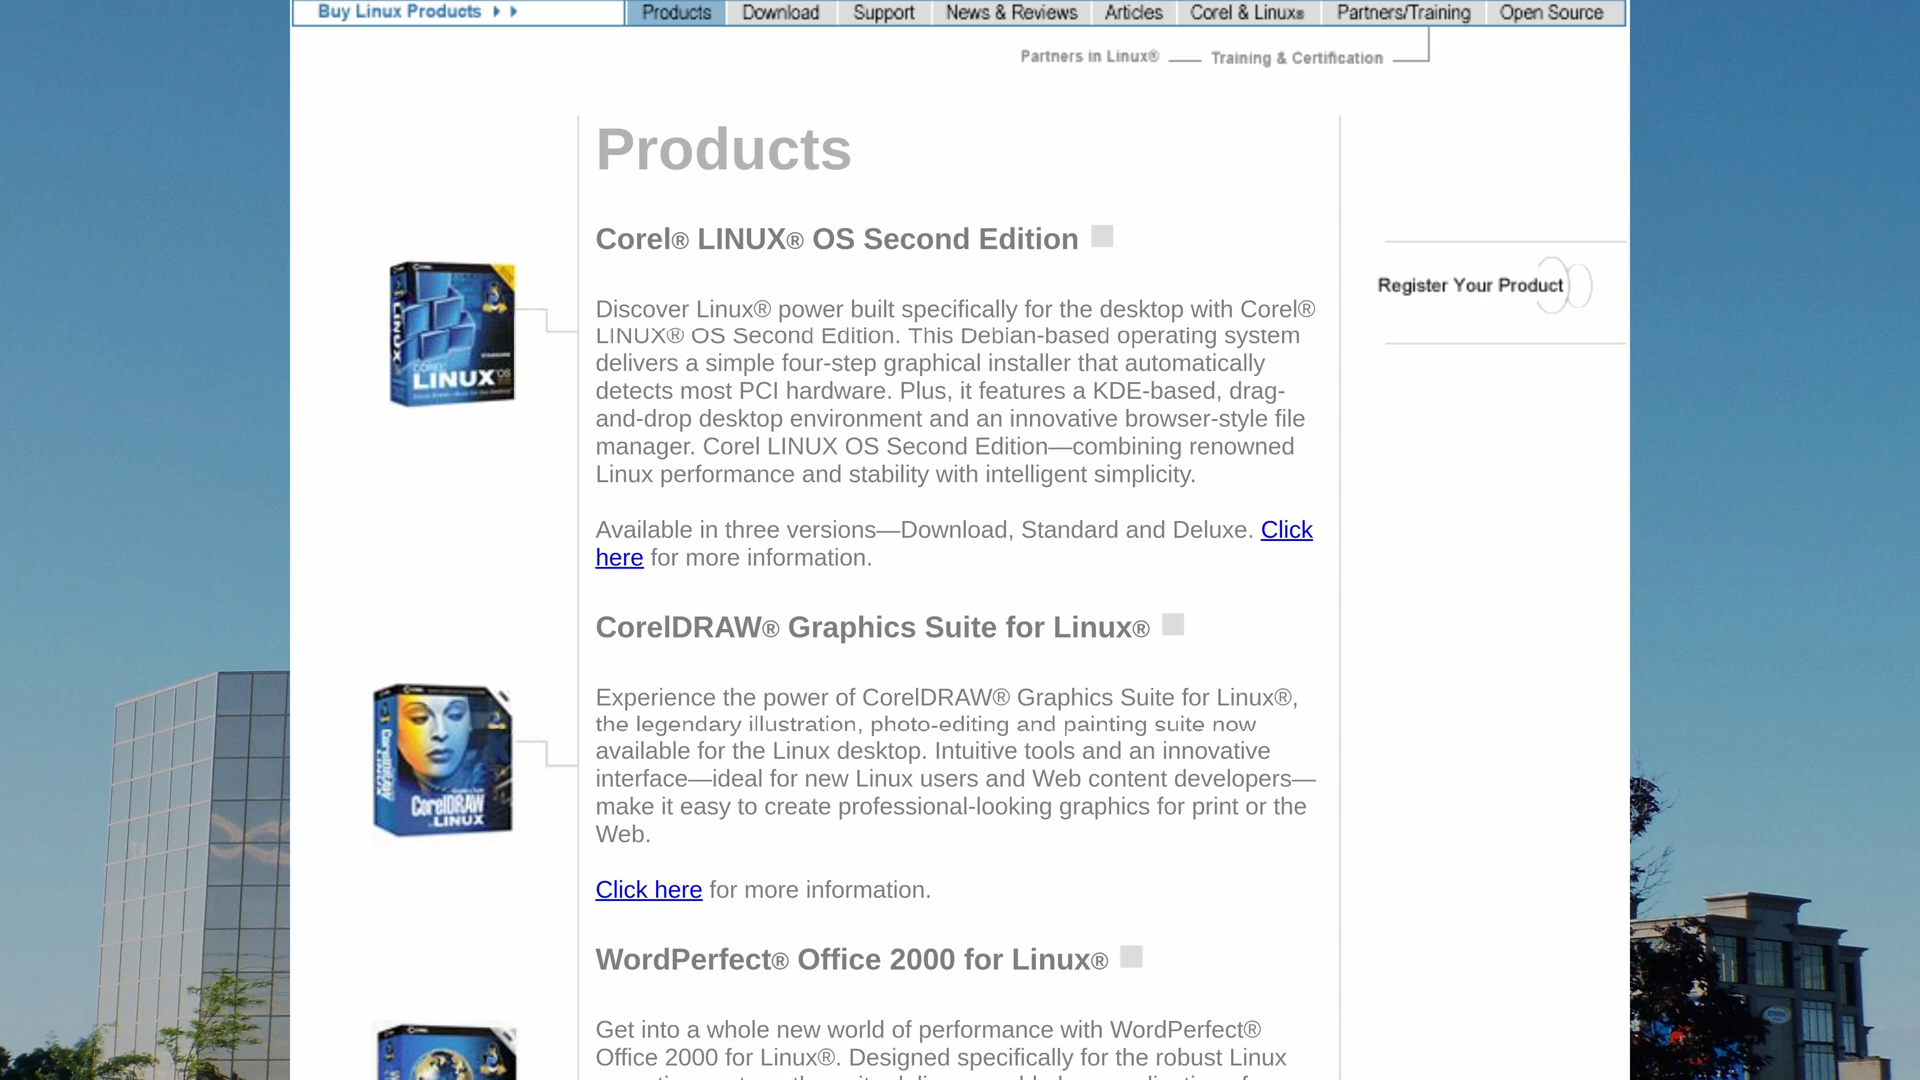 Buy Linux Products
Products
Download
Support
News & Reviews
Articles
Corel & Linux®
Partners/Training
Open Source
Partners in Linux®
Training & Certification
Products
Corel® LINUX® OS Second Edition
Discover Linux® power built specifically for the desktop with Corel®
LINUX® OS Second Edition. This Debian-based operating system
delivers a simple four-step graphical installer that automatically
detects most PCI hardware. Plus, it features a KDE-based, drag-
and-drop desktop environment and an innovative browser-style file
manager. Corel LINUX OS Second Edition—combining renowned
Linux performance and stability with intelligent simplicity.
Available in three versions—Download, Standard and Deluxe. Click
here for more information.
LINUX
COREL
LINUX OS
Register Your Product
CorelDRAW® Graphics Suite for Linux®
Experience the power of CorelDRAW® Graphics Suite for Linux®,
the legendary illustration, photo-editing and painting suite now
available for the Linux desktop. Intuitive tools and an innovative
interface—ideal for new Linux users and Web content developers—
make it easy to create professional-looking graphics for print or the
Web.
Click here for more information.
CorelDRAW
LINUX
WordPerfect® Office 2000 for Linux®
Get into a whole new world of performance with WordPerfect®
Office 2000 for Linux®. Designed specifically for the robust Linux